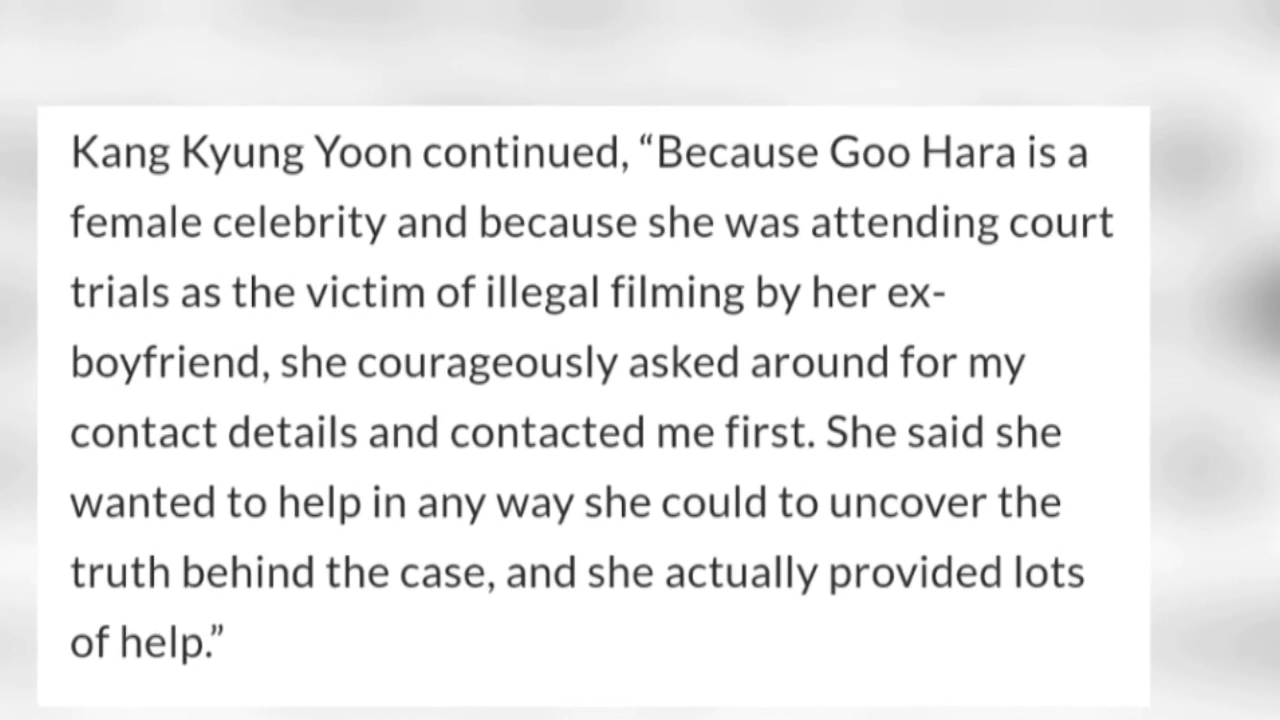 Kang Kyung Yoon continued, “Because Goo Hara is a
female celebrity and because she was attending court
trials as the victim of illegal filming by her ex-
boyfriend, she courageously asked around for my
contact details and contacted me first. She said she
wanted to help in any way she could to uncover the
truth behind the case, and she actually provided lots
of help.”